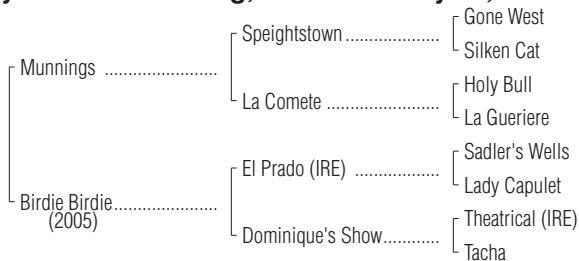 Gone West
Speightstown ...................
Silken Cat
Munnings ........................
Holy Bull
La Comete ........................
La Gueriere
Sadler's Wells
El Prado (IRE) ..................
Lady Capulet
Birdie Birdie......................
(2005)
Theatrical (IRE)
Dominique's Show............
Tacha